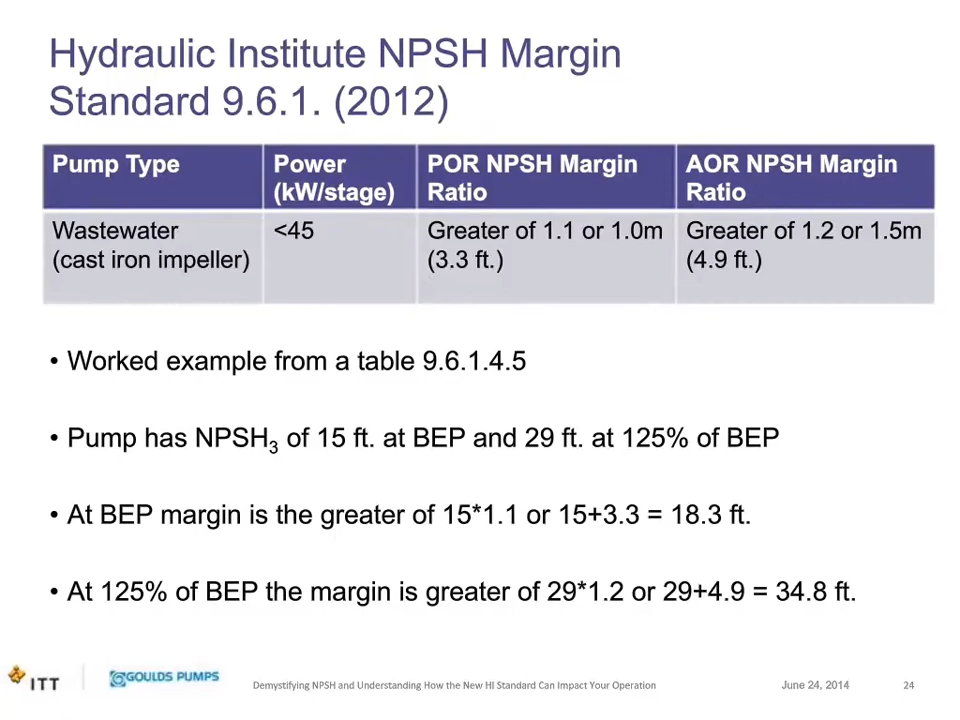 Hydraulic Institute NPSH Margin
Standard 9.6.1. (2012)
Pump Type
Power
(kW/stage)
POR NPSH Margin
Ratio
AOR NPSH Margin
Ratio
Wastewater
(cast iron impeller)
<45
Greater of 1.1 or 1.0m
(3.3 ft.)
Greater of 1.2 or 1.5m
(4.9 ft.)
• Worked example from a table 9.6.1.4.5
• Pump has NPSH₃ of 15 ft. at BEP and 29 ft. at 125% of BEP
• At BEP margin is the greater of 15*1.1 or 15+3.3 = 18.3 ft.
• At 125% of BEP the margin is greater of 29*1.2 or 29+4.9 = 34.8 ft.
ITT
GOULDS PUMPS
Demystifying NPSH and Understanding How the New HI Standard Can Impact Your Operation
June 24, 2014
24